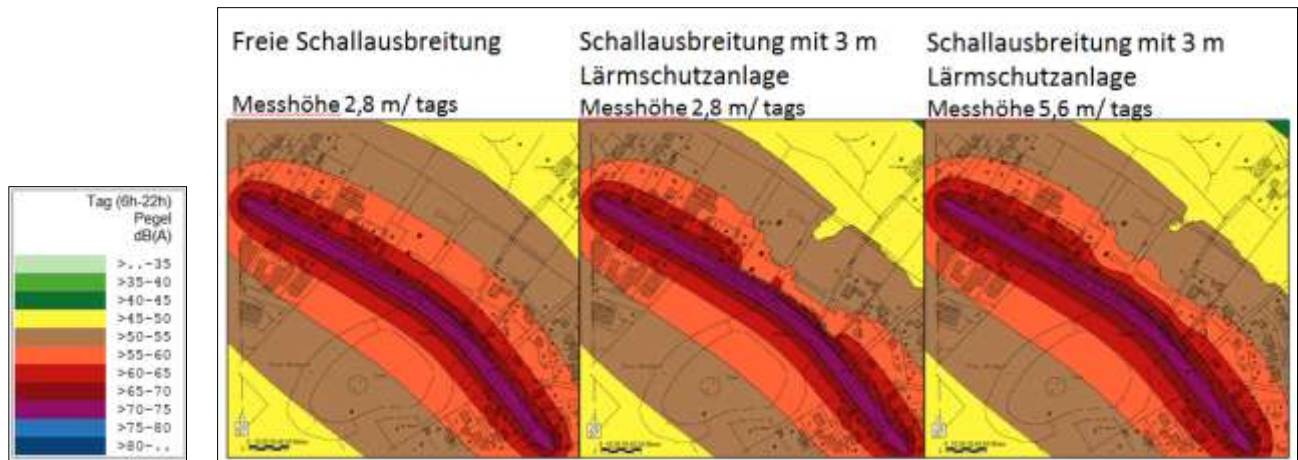 Freie Schallausbreitung
Messhöhe 2,8 m/ tags
Schallausbreitung mit 3 m
Lärmschutzanlage
Messhöhe 2,8 m/ tags
Schallausbreitung mit 3 m
Lärmschutzanlage
Messhöhe 5,6 m/ tags
Tag (6h-22h)
Pegel
dB(A)
>..-35
>35-40
>40-45
>45-50
>50-55
>55-60
>60-65
>65-70
>70-75
>75-80
>80-..